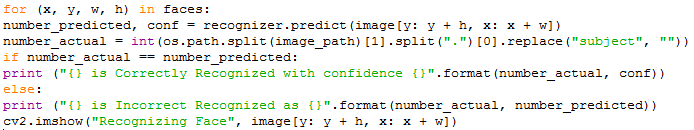 for (x, y, w, h) in faces:
number_predicted, conf = recognizer.predict(image[y: y + h, x: x + w])
number_actual = int(os.path.split(image_path)[1].split(".")[0].replace("subject", ""))
if number_actual == number_predicted:
print ("{} is Correctly Recognized with confidence {}".format(number_actual, conf))
else:
print ("{} is Incorrect Recognized as {}".format(number_actual, number_predicted))
cv2.imshow("Recognizing Face", image[y: y + h, x: x + w])